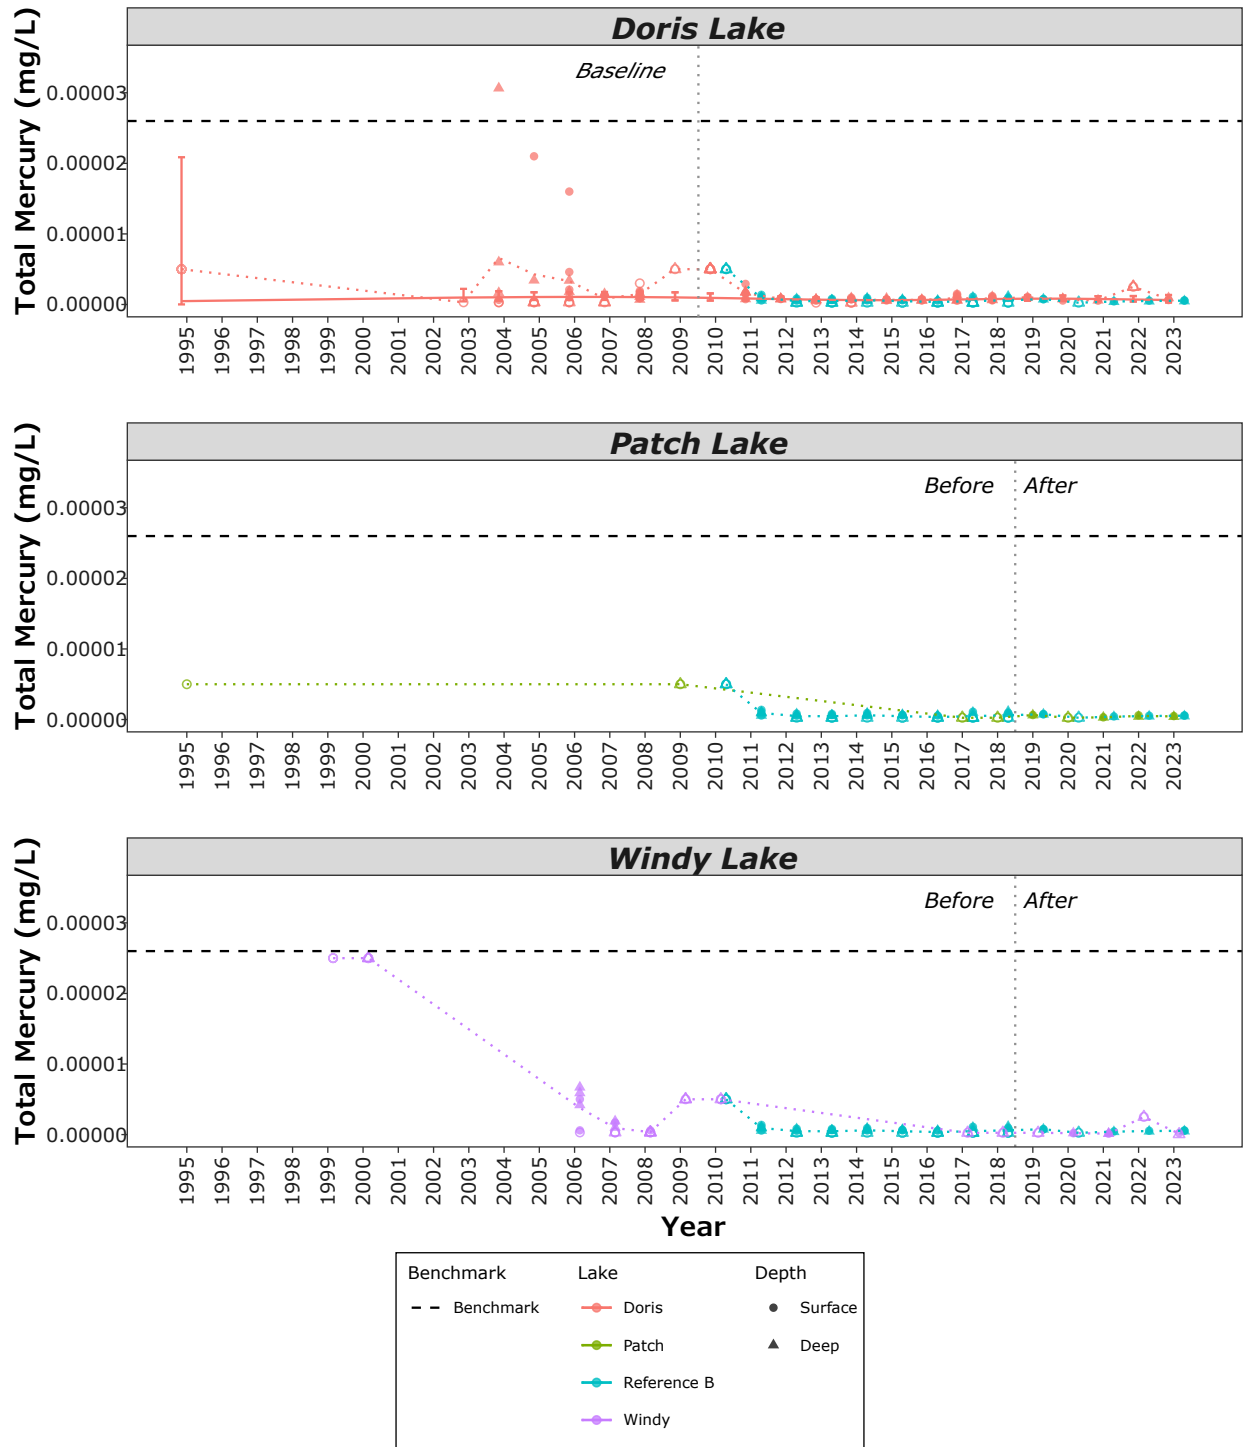 Doris Lake
Total Mercury (mg/L)
Baseline
0.00003
0.00002
0.00001
0.00000
1995 1996 1997 1998 1999 2000 2001 2002 2003 2004 2005 2006 2007 2008 2009 2010 2011 2012 2013 2014 2015 2016 2017 2018 2019 2020 2021 2022 2023
Patch Lake
Total Mercury (mg/L)
Before After
0.00003
0.00002
0.00001
0.00000
1995 1996 1997 1998 1999 2000 2001 2002 2003 2004 2005 2006 2007 2008 2009 2010 2011 2012 2013 2014 2015 2016 2017 2018 2019 2020 2021 2022 2023
Windy Lake
Total Mercury (mg/L)
Before After
0.00003
0.00002
0.00001
0.00000
1995 1996 1997 1998 1999 2000 2001 2002 2003 2004 2005 2006 2007 2008 2009 2010 2011 2012 2013 2014 2015 2016 2017 2018 2019 2020 2021 2022 2023
Year
Benchmark Lake Depth
Benchmark Doris Surface
Patch Deep
Reference B
Windy